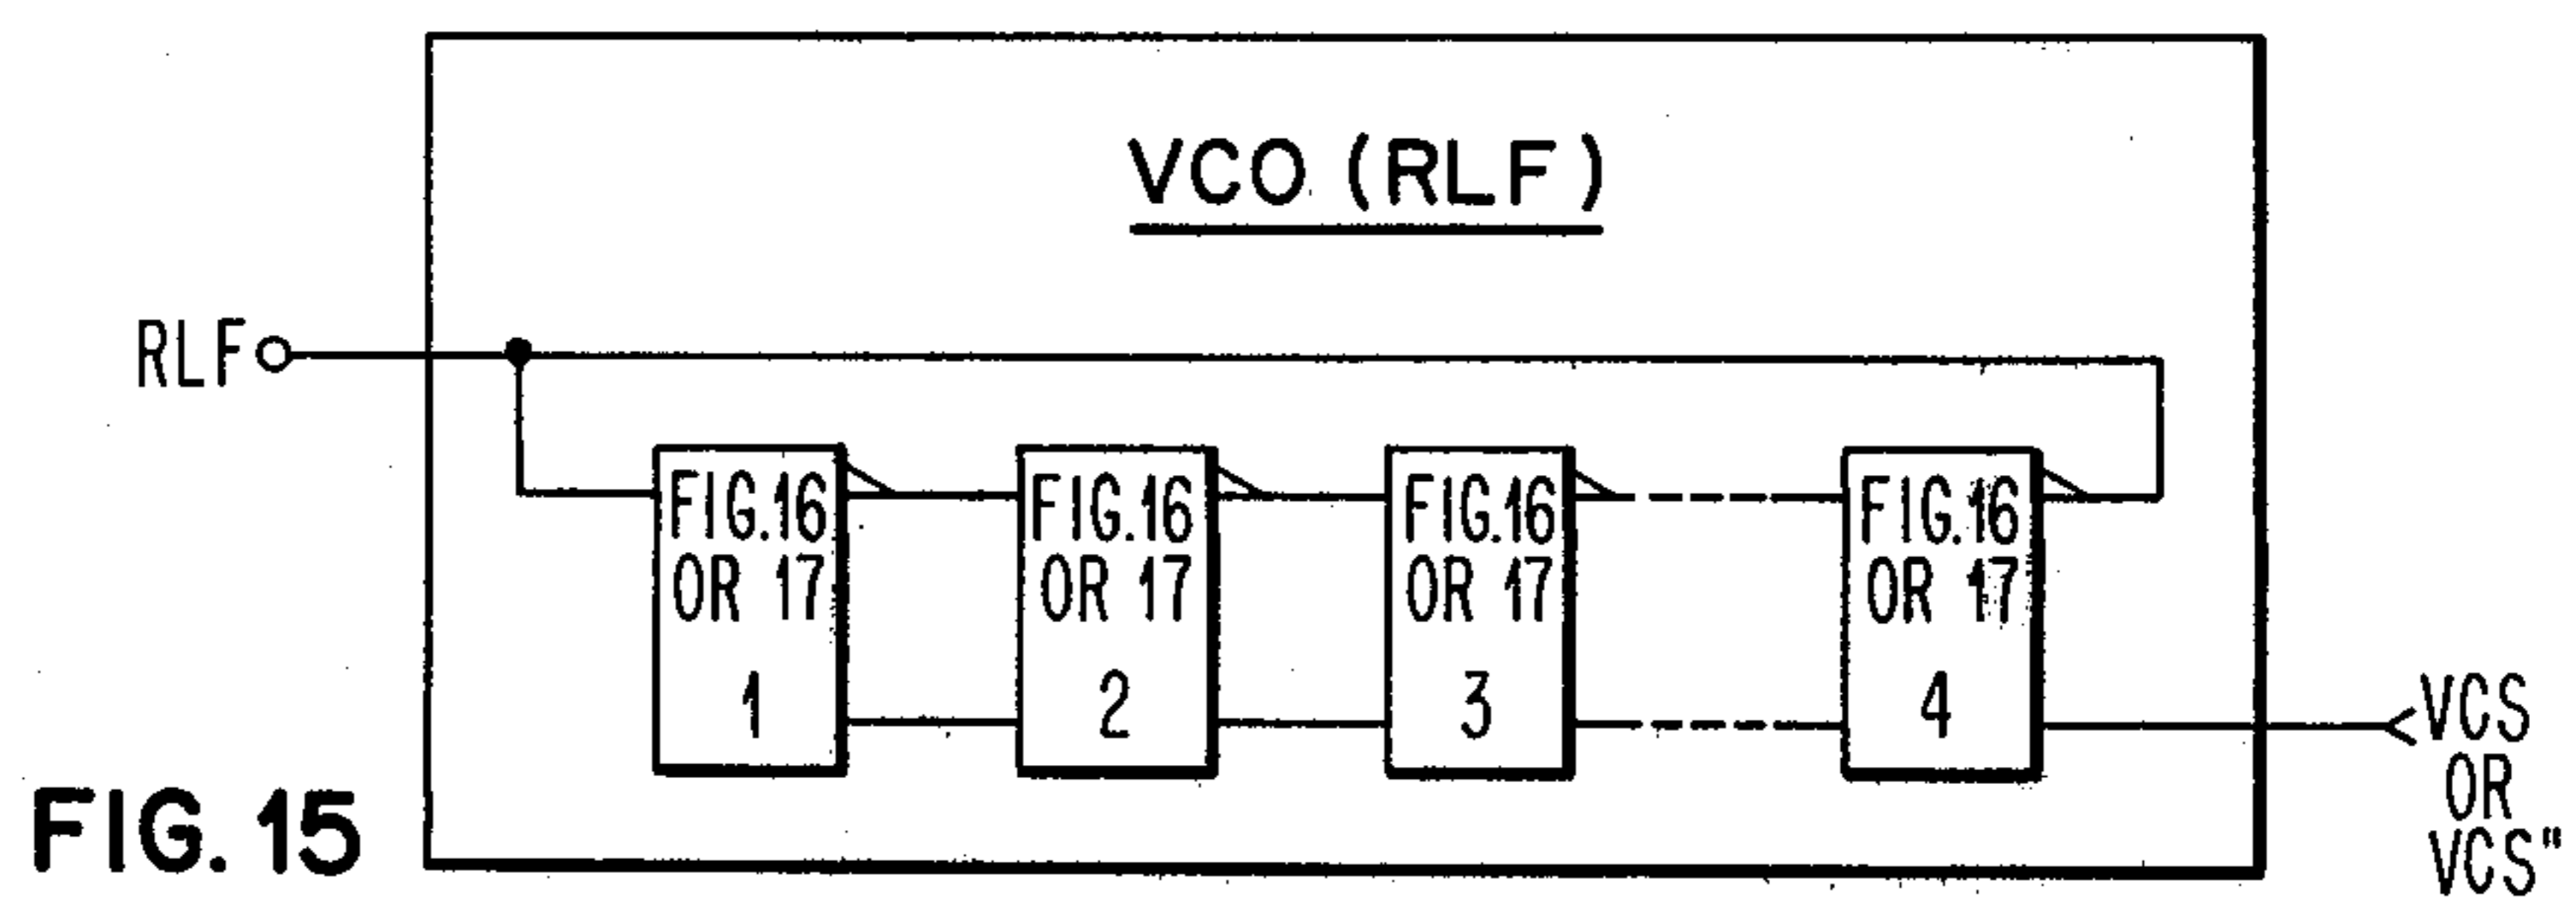 VCO (RLF)
RLF
FIG.16
OR 17
1
FIG.16
OR 17
2
FIG.16
OR 17
3
FIG.16
OR 17
4
VCS
OR
VCS"
FIG. 15